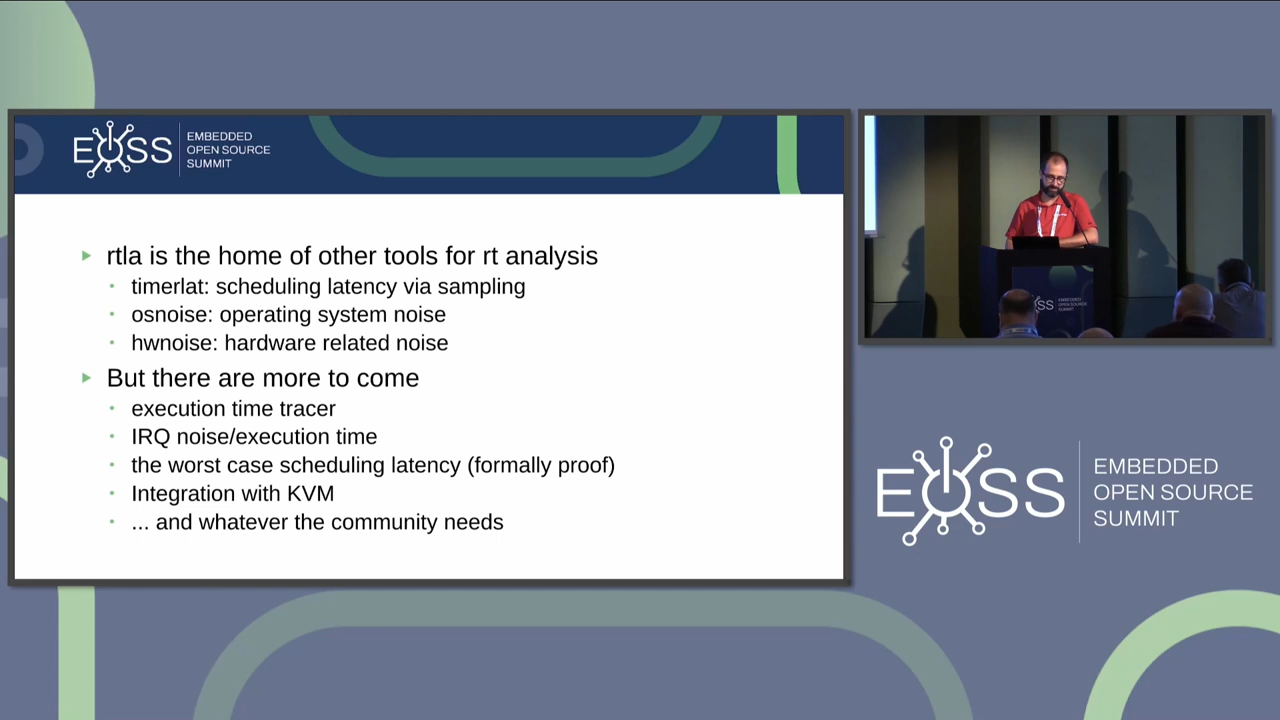 EOSS
EMBEDDED
OPEN SOURCE
SUMMIT
rtla is the home of other tools for rt analysis
timerlat: scheduling latency via sampling
osnoise: operating system noise
hwnoise: hardware related noise
But there are more to come
execution time tracer
IRQ noise/execution time
the worst case scheduling latency (formally proof)
Integration with KVM
... and whatever the community needs
EOSS
EMBEDDED
OPEN SOURCE
SUMMIT